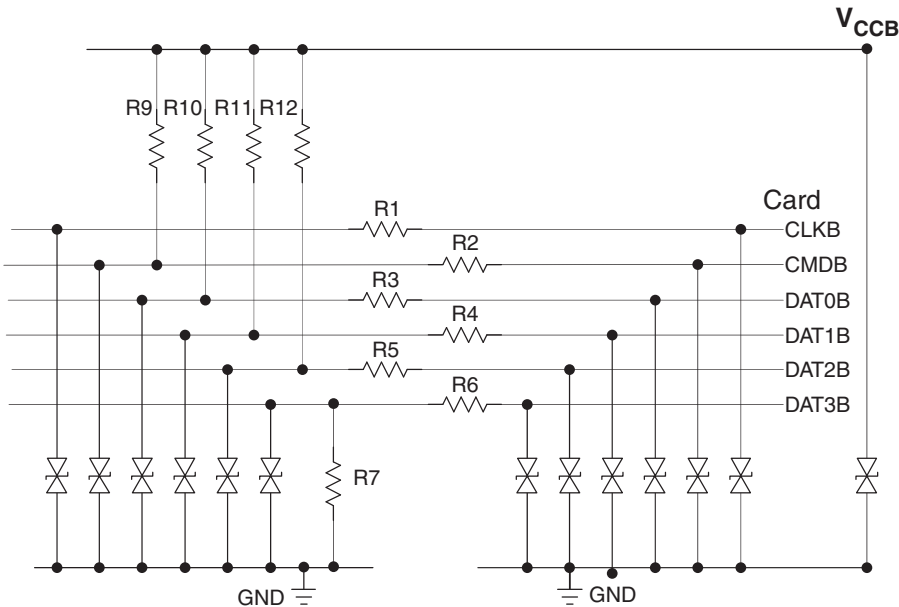 VCCB
R9 R10 R11 R12
Card
R1
CLKB
R2
CMDB
R3
DAT0B
R4
DAT1B
R5
DAT2B
R6
DAT3B
R7
GND
GND